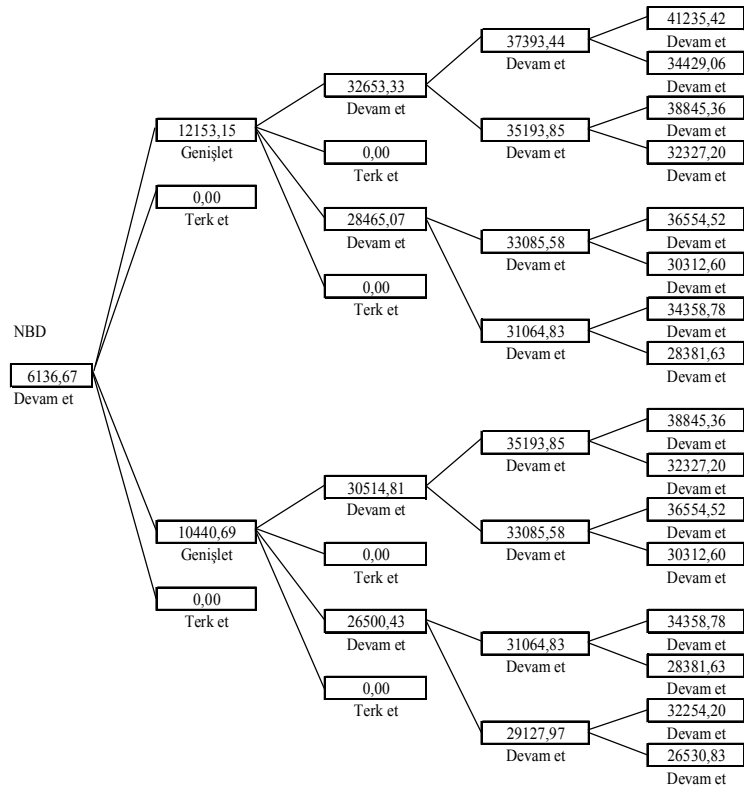 41235,42
Devam et
37393,44
Devam et
34429,06
Devam et
32653,33
Devam et
38845,36
Devam et
35193,85
Devam et
32327,20
Devam et
12153,15
Genişlet
0,00
Terk et
0,00
Terk et
28465,07
Devam et
36554,52
Devam et
33085,58
Devam et
30312,60
Devam et
0,00
Terk et
34358,78
Devam et
31064,83
Devam et
28381,63
Devam et
NBD
6136,67
Devam et
38845,36
Devam et
35193,85
Devam et
32327,20
Devam et
30514,81
Devam et
36554,52
Devam et
33085,58
Devam et
30312,60
Devam et
10440,69
Genişlet
0,00
Terk et
0,00
Terk et
26500,43
Devam et
34358,78
Devam et
31064,83
Devam et
28381,63
Devam et
0,00
Terk et
32254,20
Devam et
29127,97
Devam et
26530,83
Devam et